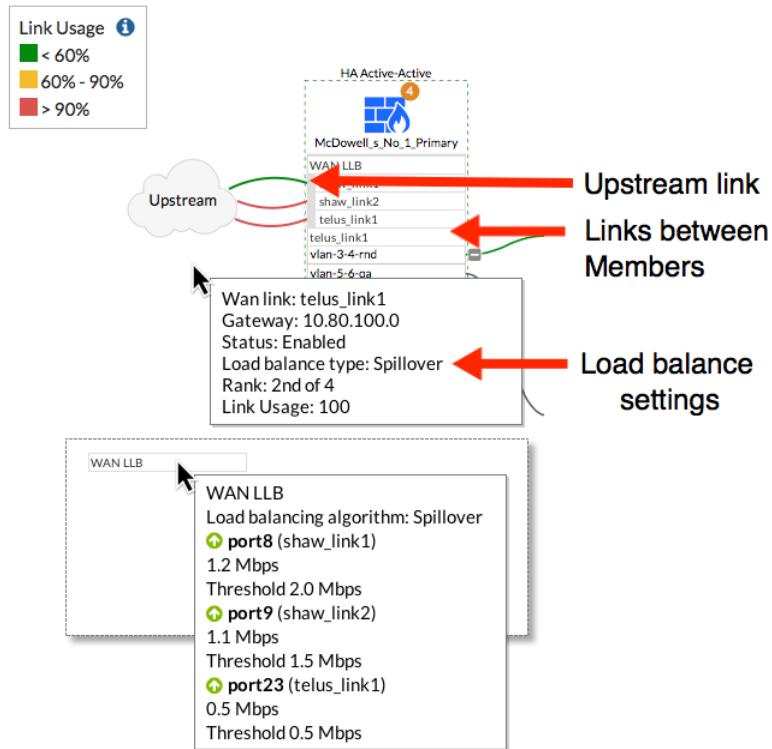 Link Usage
< 60%
60% - 90%
> 90%
HA Active-Active
4
McDowell_s_No_1_Primary
WAN LLB
shaw_link2
telus_link1
telus_link1
vlan-3-4-rnd
vlan-5-6-qa
Upstream
Upstream link
Links between
Members
Wan link: telus_link1
Gateway: 10.80.100.0
Status: Enabled
Load balance type: Spillover
Rank: 2nd of 4
Link Usage: 100
Load balance
settings
WAN LLB
WAN LLB
Load balancing algorithm: Spillover
port8 (shaw_link1)
1.2 Mbps
Threshold 2.0 Mbps
port9 (shaw_link2)
1.1 Mbps
Threshold 1.5 Mbps
port23 (telus_link1)
0.5 Mbps
Threshold 0.5 Mbps